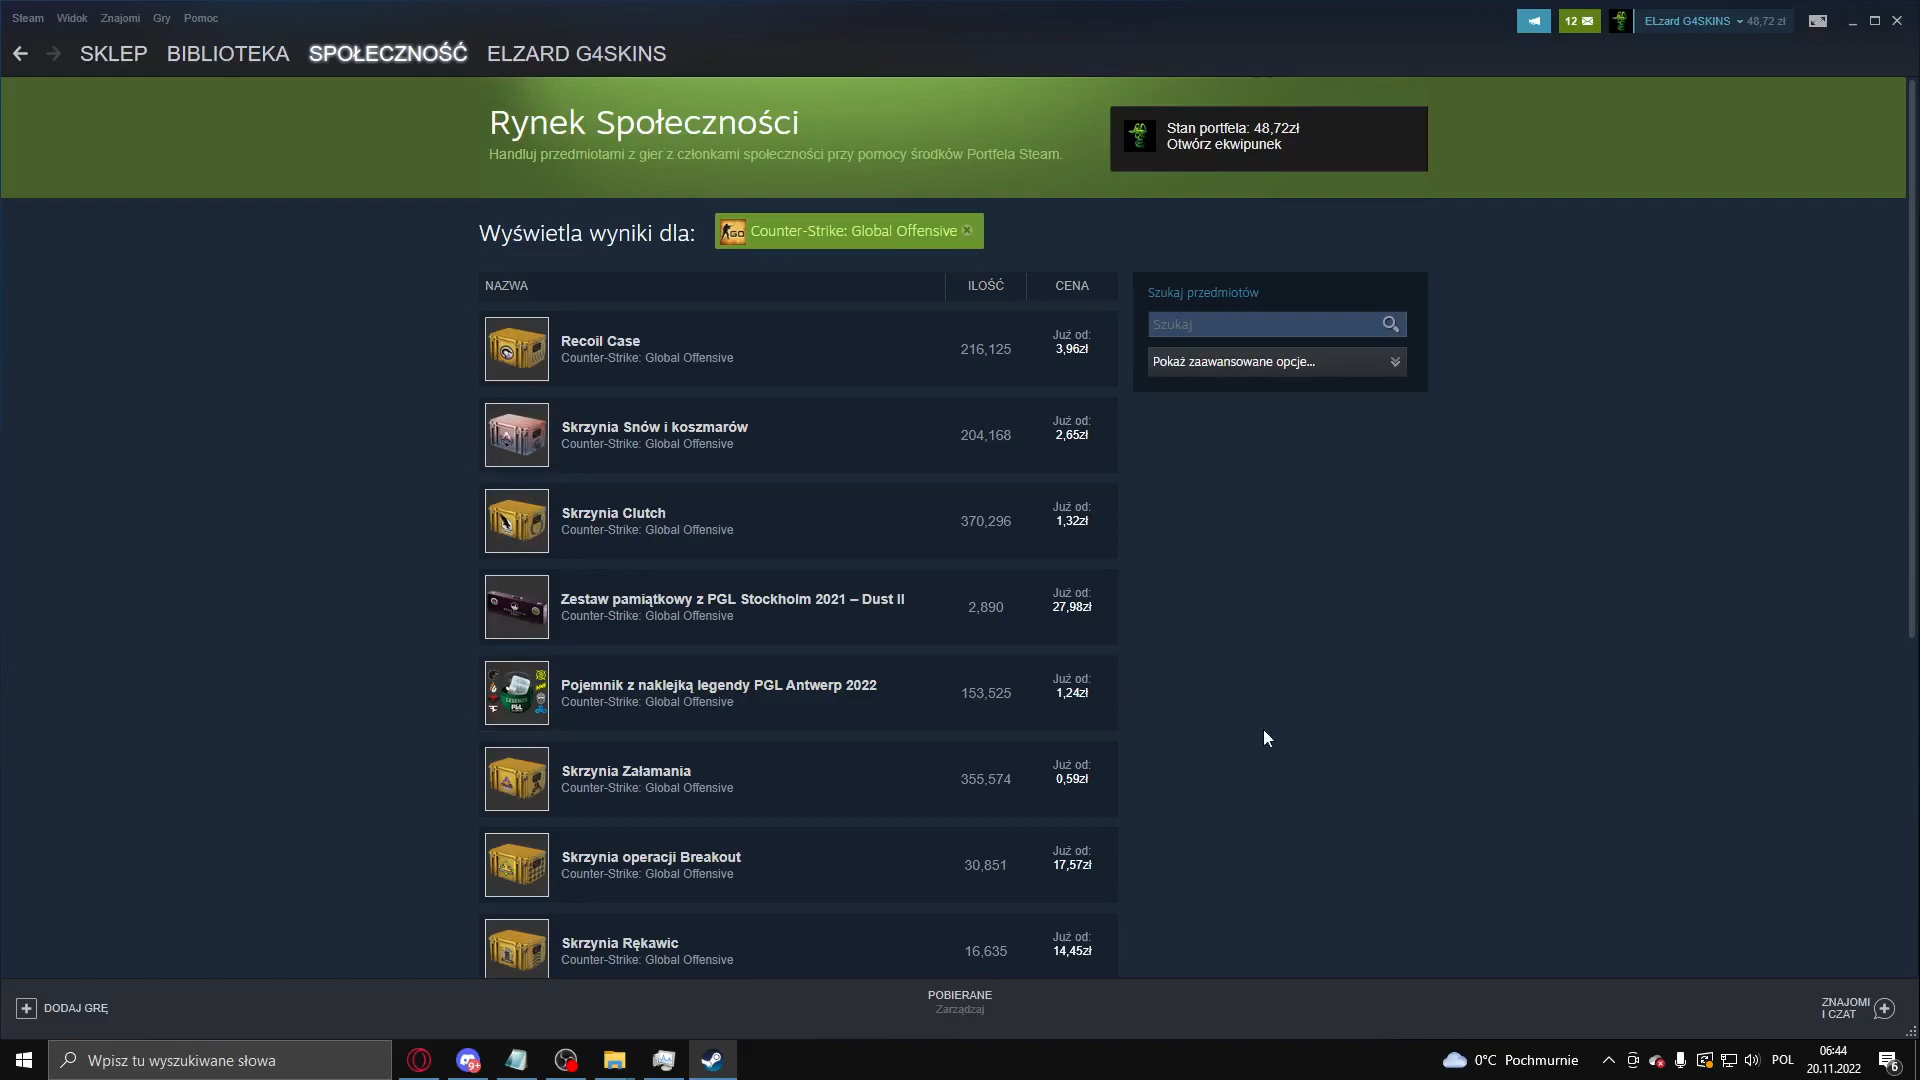 Steam Widok Znajomi Gry Pomoc
12 ELzard G4SKINS 48,72 zł
SKLEP BIBLIOTEKA SPOŁECZNOŚĆ ELZARD G4SKINS
Rynek Społeczności
Handluj przedmiotami z gier z członkami społeczności przy pomocy środków Portfela Steam.
Stan portfela: 48,72zł
Otwórz ekwipunek
Wyświetla wyniki dla: Counter-Strike: Global Offensive
NAZWA ILOŚĆ CENA
Recoil Case
Counter-Strike: Global Offensive
216,125
Już od:
3,96zł
Skrzynia Snów i koszmarów
Counter-Strike: Global Offensive
204,168
Już od:
2,65zł
Skrzynia Clutch
Counter-Strike: Global Offensive
370,296
Już od:
1,32zł
Zestaw pamiątkowy z PGL Stockholm 2021 – Dust II
Counter-Strike: Global Offensive
2,890
Już od:
27,98zł
Pojemnik z naklejką legendy PGL Antwerp 2022
Counter-Strike: Global Offensive
153,525
Już od:
1,24zł
Skrzynia Załamania
Counter-Strike: Global Offensive
355,574
Już od:
0,59zł
Skrzynia operacji Breakout
Counter-Strike: Global Offensive
30,851
Już od:
17,57zł
Skrzynia Rękawic
Counter-Strike: Global Offensive
16,635
Już od:
14,45zł
Szukaj przedmiotów
Szukaj
Pokaż zaawansowane opcje...
DODAJ GRĘ
POBIERANE
Zarządzaj
ZNAJOMI
I CZAT
Wpisz tu wyszukiwane słowa
9+
0°C Pochmurnie
POL
06:44
20.11.2022
6